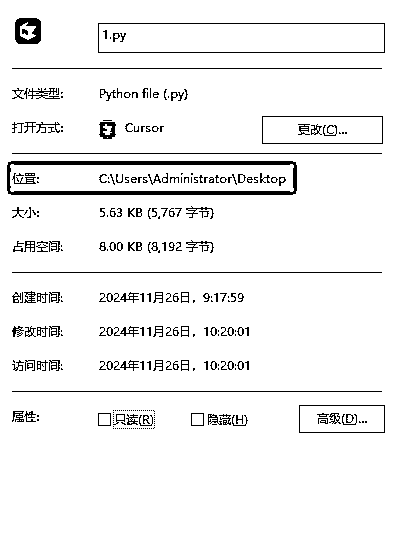 1.py
文件类型: Python file (.py)
打开方式: Cursor 更改(C)...
位置: C:\Users\Administrator\Desktop
大小: 5.63 KB (5,767 字节)
占用空间: 8.00 KB (8,192 字节)
创建时间: 2024年11月26日，9:17:59
修改时间: 2024年11月26日，10:20:01
访问时间: 2024年11月26日，10:20:01
属性: 只读(R) 隐藏(H) 高级(D)...